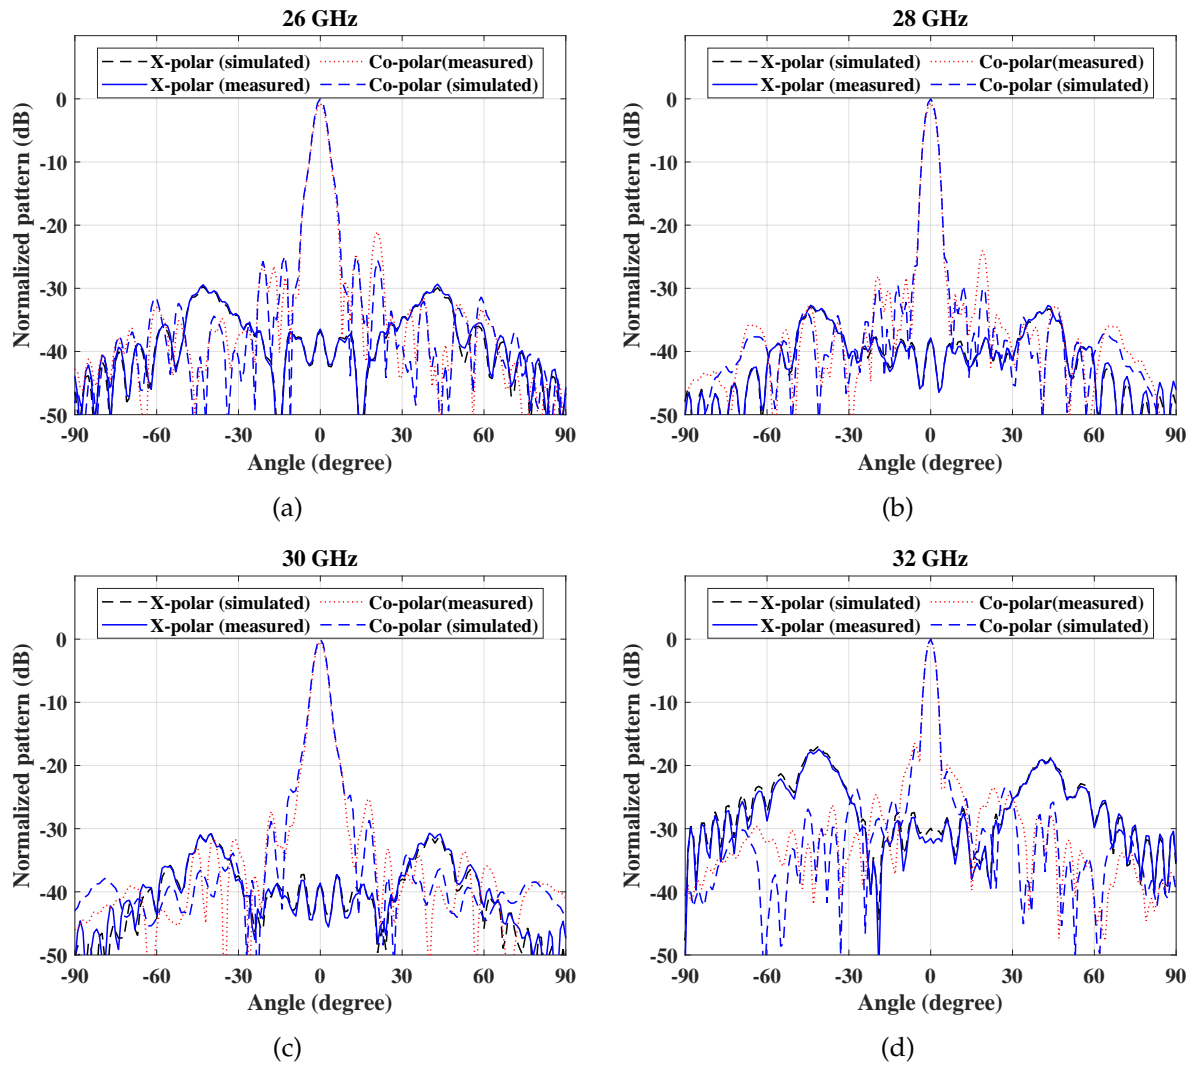 26 GHz
X-polar (simulated) Co-polar(measured)
X-polar (measured) Co-polar (simulated)
Normalized pattern (dB)
0
-10
-20
-30
-40
-50
-90 -60 -30 0 30 60 90
Angle (degree)
(a)
28 GHz
X-polar (simulated) Co-polar(measured)
X-polar (measured) Co-polar (simulated)
Normalized pattern (dB)
0
-10
-20
-30
-40
-50
-90 -60 -30 0 30 60 90
Angle (degree)
(b)
30 GHz
X-polar (simulated) Co-polar(measured)
X-polar (measured) Co-polar (simulated)
Normalized pattern (dB)
0
-10
-20
-30
-40
-50
-90 -60 -30 0 30 60 90
Angle (degree)
(c)
32 GHz
X-polar (simulated) Co-polar(measured)
X-polar (measured) Co-polar (simulated)
Normalized pattern (dB)
0
-10
-20
-30
-40
-50
-90 -60 -30 0 30 60 90
Angle (degree)
(d)